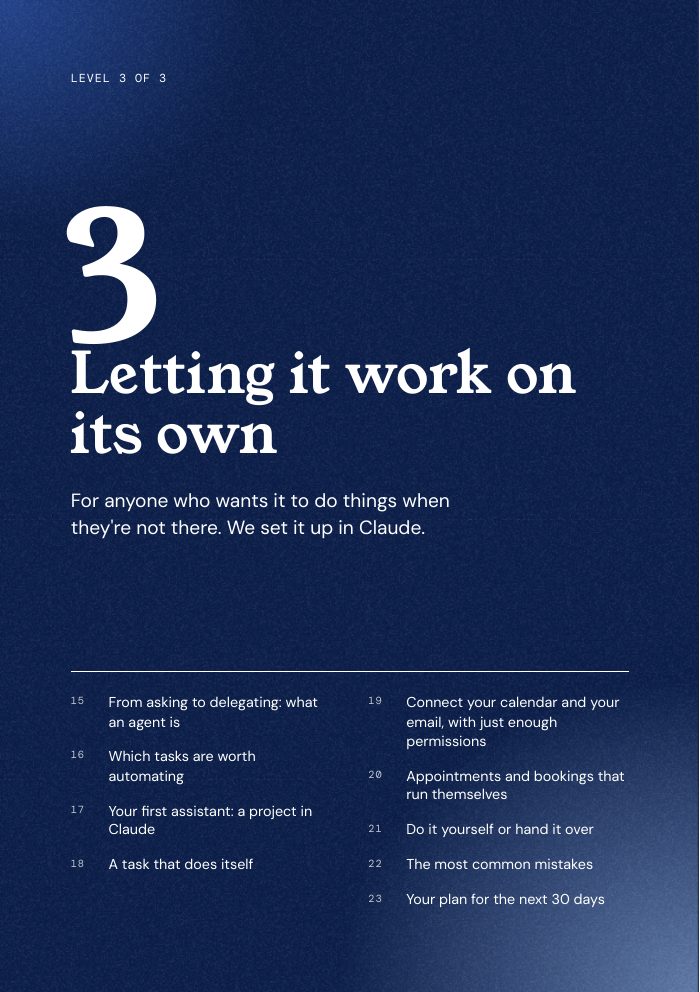 LEVEL 3 OF 3
3
Letting it work on
its own
For anyone who wants it to do things when
they're not there. We set it up in Claude.
15 From asking to delegating: what
an agent is
16 Which tasks are worth
automating
17 Your first assistant: a project in
Claude
18 A task that does itself
19 Connect your calendar and your
email, with just enough
permissions
20 Appointments and bookings that
run themselves
21 Do it yourself or hand it over
22 The most common mistakes
23 Your plan for the next 30 days